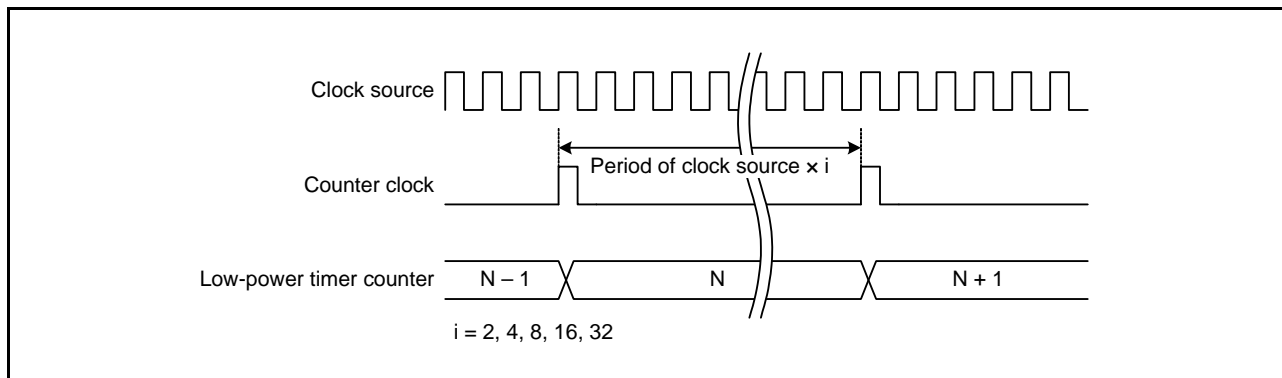 Clock source
Period of clock source × i
Counter clock
Low-power timer counter
N – 1
N
N + 1
i = 2, 4, 8, 16, 32